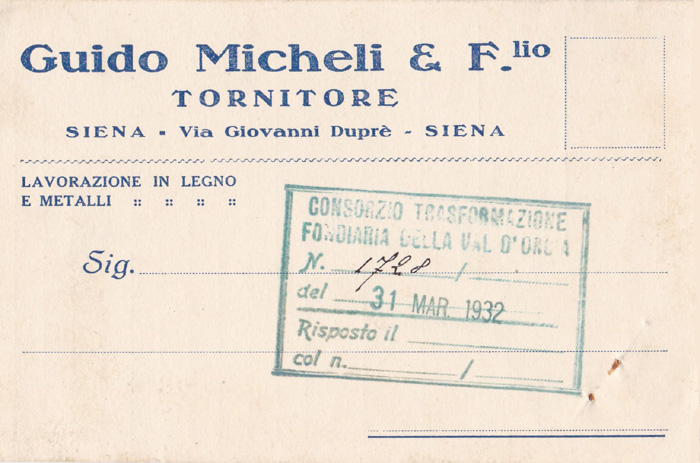 Guido Micheli & F.lio
TORNITORE
SIENA - Via Giovanni Duprè - SIENA
LAVORAZIONE IN LEGNO
E METALLI :: :: :: ::
Sig.
CONSORZIO TRASFORMAZIONE
FONDIARIA DELLA VAL D'ORCIA
N. 1728 /
del 31 MAR. 1932
Risposto il
col n. /